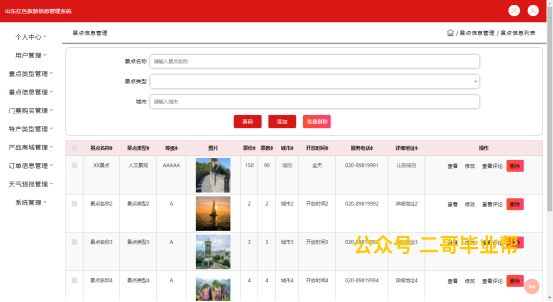 山东红色旅游信息管理系统
个人中心
用户管理
景点类型管理
景点信息管理
门票购买管理
特产类型管理
产品商城管理
订单信息管理
天气预报管理
系统管理
景点信息管理
/ 景点信息管理 / 景点信息列表
景点名称 请输入景点名称
景点类型
城市 请输入城市
查询 添加 批量删除
景点名称 景点类型 等级 图片 票价 票数 城市 开放时间 服务电话 详细地址 操作
XX景点 人文景观 AAAAA 150 90 临沂 全天 020-89819991 山东临沂 查看 修改 查看评论 删除
景点名称2 景点类型2 A 2 2 城市2 开放时间2 020-89819992 详细地址2 查看 修改 查看评论 删除
景点名称3 景点类型3 A 3 3 城市3 开放时间3 020-89819993 详细地址3 查看 修改 查看评论 删除
公众号 二哥毕业帮
景点名称4 景点类型4 A 4 4 城市4 开放时间4 020-89819994 详细地址4 查看 修改 查看评论 删除